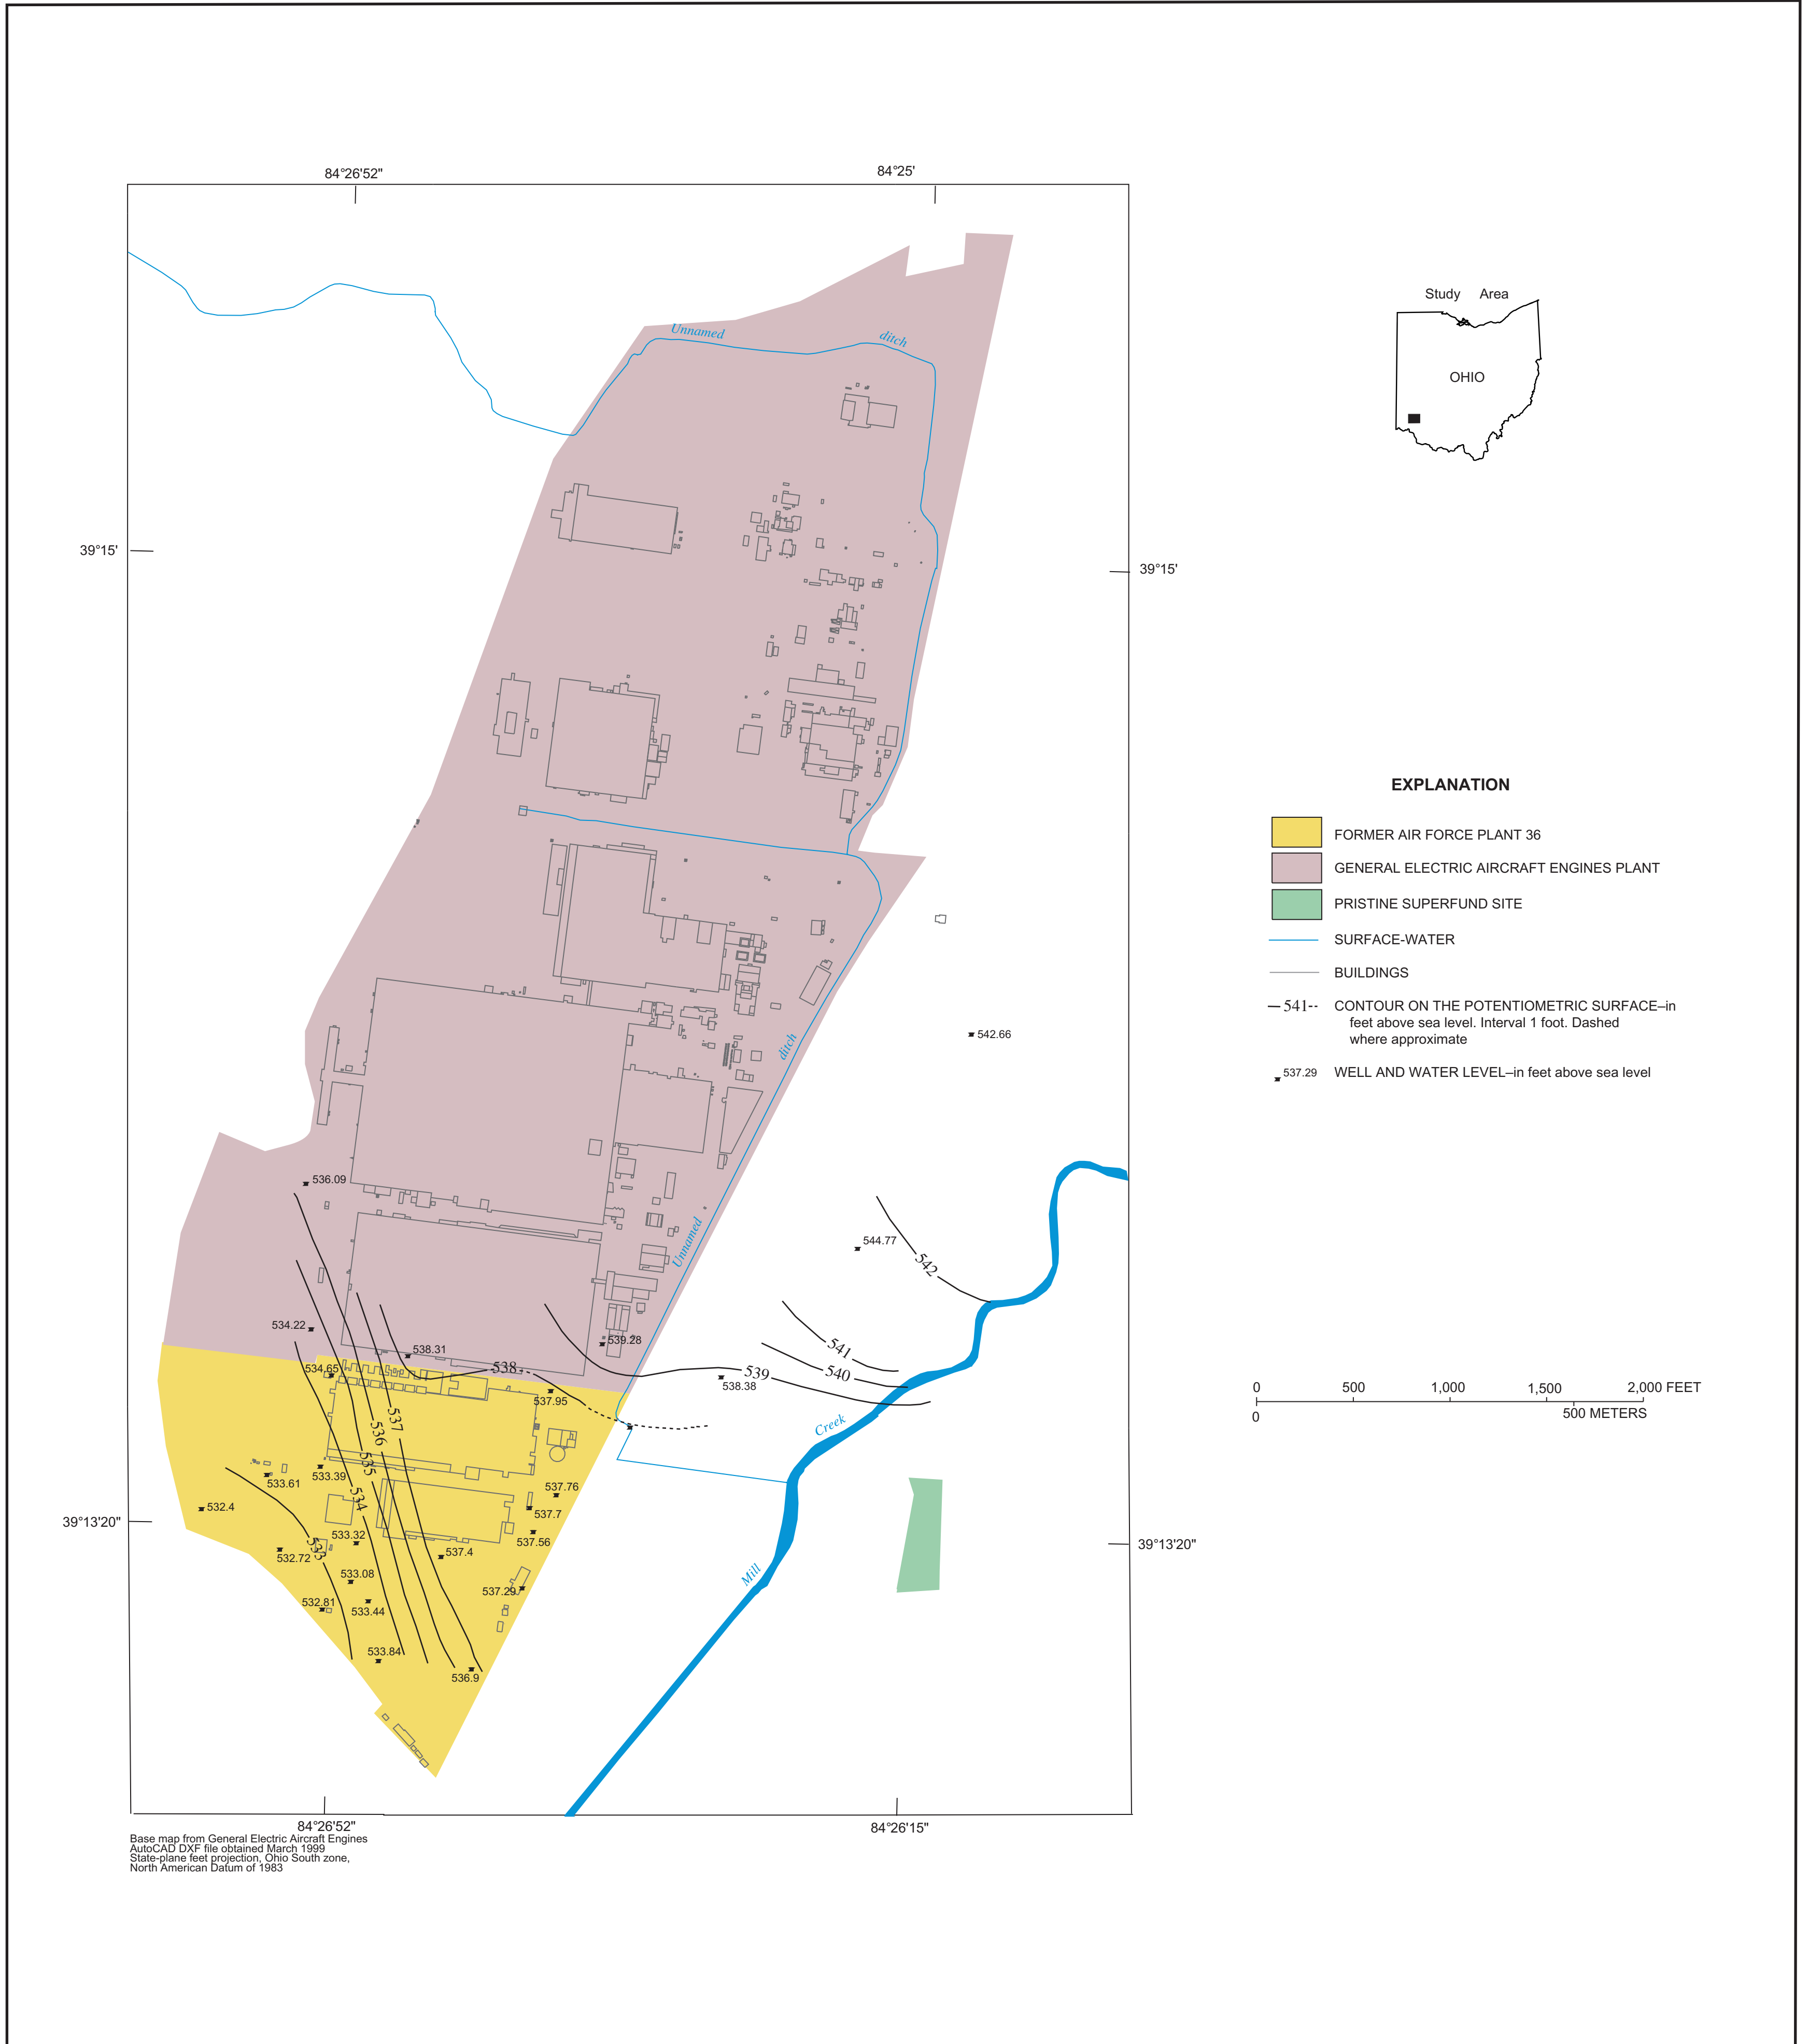 84°26'52"
84°25'
Unnamed
ditch
Study Area
OHIO
39°15'
39°15'
EXPLANATION
FORMER AIR FORCE PLANT 36
GENERAL ELECTRIC AIRCRAFT ENGINES PLANT
PRISTINE SUPERFUND SITE
SURFACE-WATER
BUILDINGS
541
CONTOUR ON THE POTENTIOMETRIC SURFACE–in
feet above sea level. Interval 1 foot. Dashed
where approximate
537.29
WELL AND WATER LEVEL–in feet above sea level
ditch
542.66
536.09
Unnamed
544.77
542
534.22
538.31
539.28
541
534.65
538
539
540
538.38
537.95
0
500
1,000
1,500
2,000 FEET
0
500 METERS
537
536
535
534
533
Creek
533.39
533.61
532.4
537.76
537.7
537.56
39°13'20"
39°13'20"
533.32
532.72
537.4
533.08
537.29
532.81
533.44
Mill
533.84
536.9
84°26'52"
84°26'15"
Base map from General Electric Aircraft Engines
AutoCAD DXF file obtained March 1999
State-plane feet projection, Ohio South zone,
North American Datum of 1983